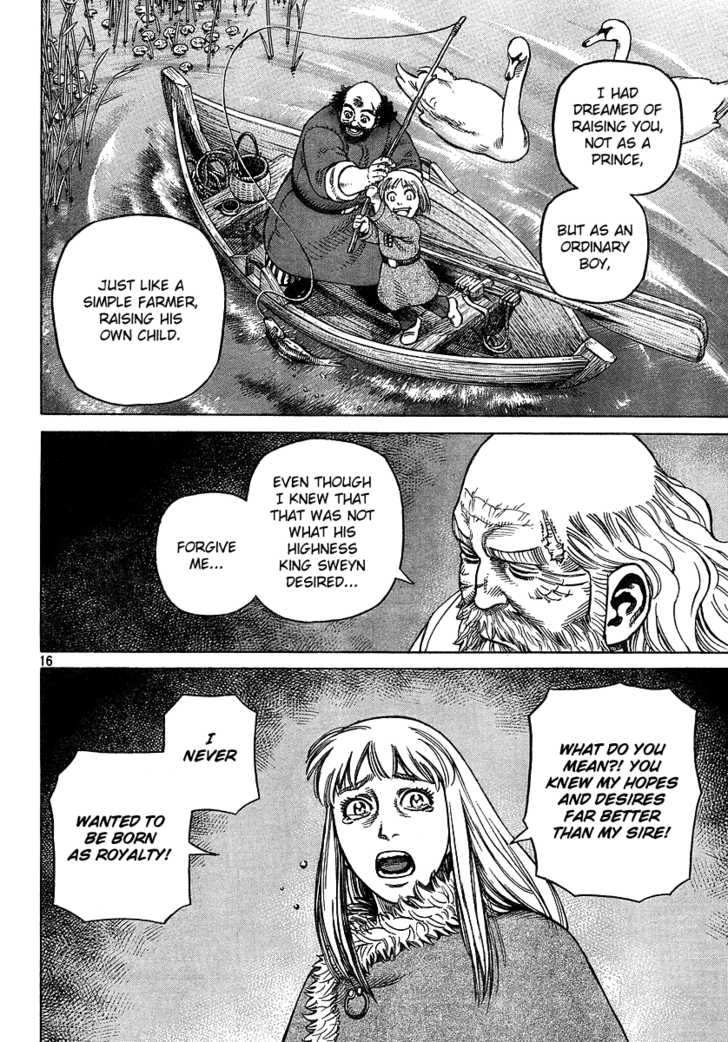 I HAD
DREAMED OF
RAISING YOU,
NOT AS A
PRINCE,
BUT AS AN
ORDINARY
BOY,
JUST LIKE A
SIMPLE FARMER,
RAISING HIS
OWN CHILD.
EVEN THOUGH
I KNEW THAT
THAT WAS NOT
WHAT HIS
HIGHNESS
KING SWEYN
DESIRED...
FORGIVE
ME...
16
WHAT DO YOU
MEAN?! YOU
KNEW MY HOPES
AND DESIRES
FAR BETTER
THAN MY SIRE!
I
NEVER
WANTED TO
BE BORN
AS ROYALTY!